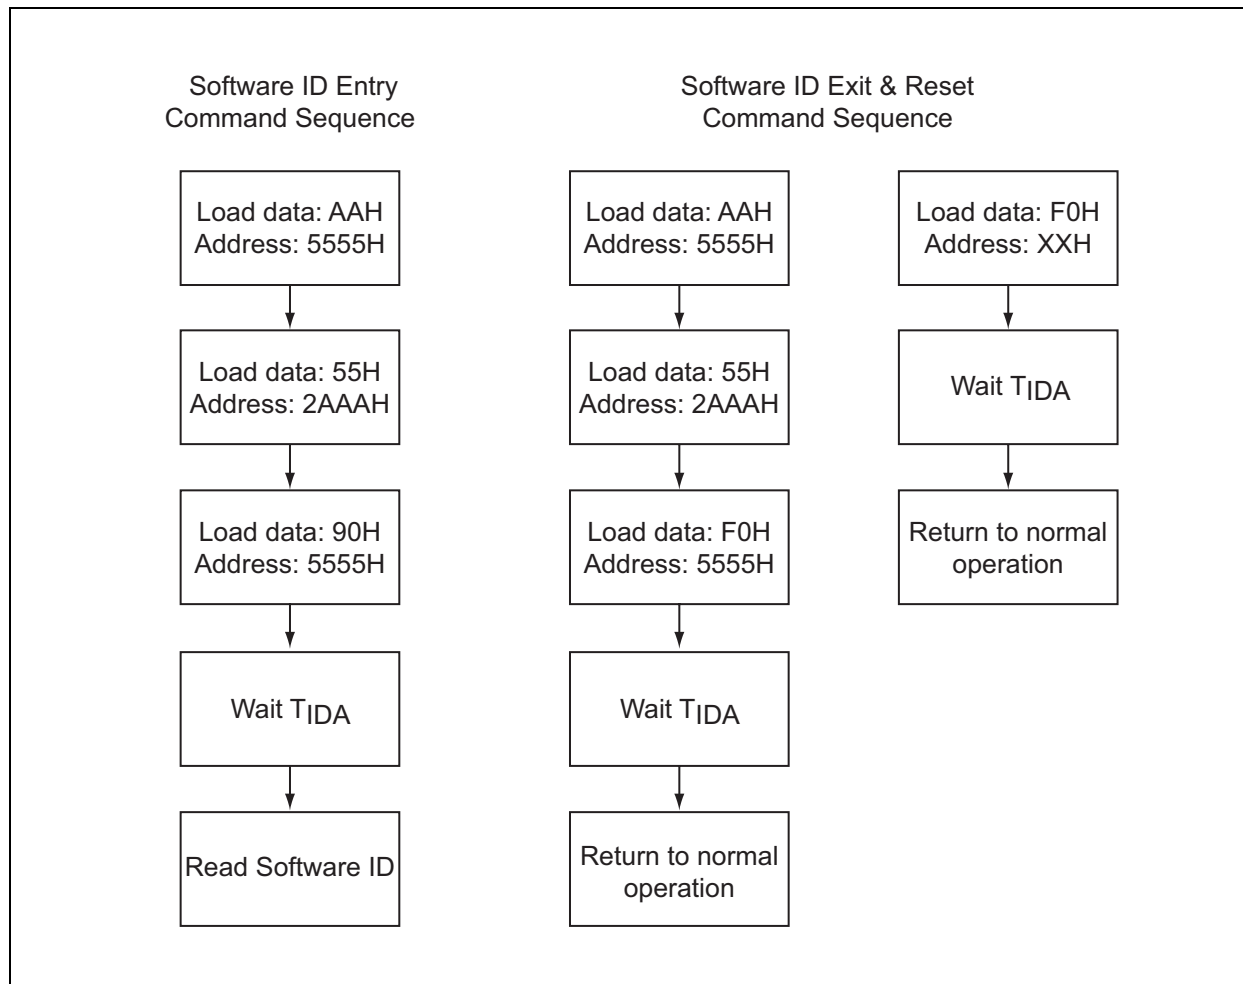 Software ID Entry
Command Sequence
Load data: AAH
Address: 5555H
Load data: 55H
Address: 2AAAH
Load data: 90H
Address: 5555H
Wait TIDA
Read Software ID
Software ID Exit & Reset
Command Sequence
Load data: AAH
Address: 5555H
Load data: 55H
Address: 2AAAH
Load data: F0H
Address: 5555H
Wait TIDA
Return to normal
operation
Load data: F0H
Address: XXH
Wait TIDA
Return to normal
operation